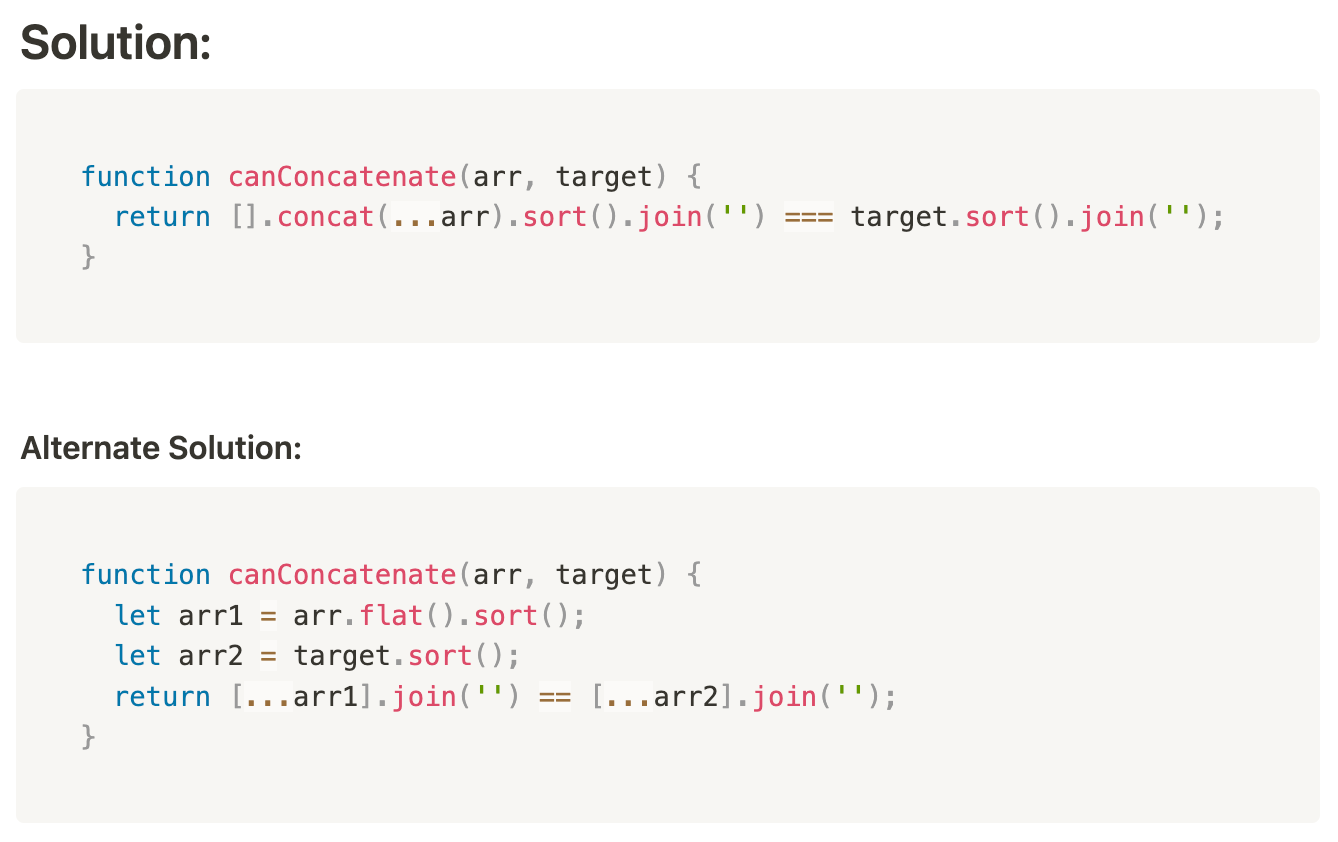 Solution:
function canConcatenate(arr, target) {
  return [].concat(...arr).sort().join('') === target.sort().join('');
}
Alternate Solution:
function canConcatenate(arr, target) {
  let arr1 = arr.flat().sort();
  let arr2 = target.sort();
  return [...arr1].join('') == [...arr2].join('');
}